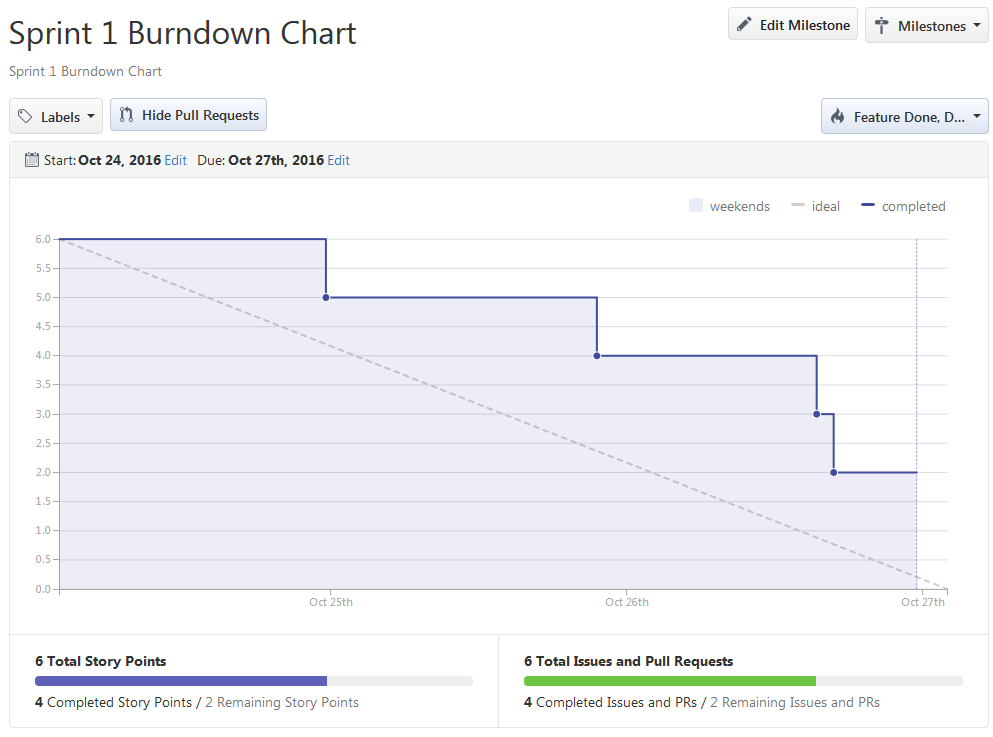 Sprint 1 Burndown Chart
Edit Milestone
Milestones
Sprint 1 Burndown Chart
Labels
Hide Pull Requests
Feature Done, D...
Start: Oct 24, 2016 Edit Due: Oct 27th, 2016 Edit
weekends ideal completed
6.0
5.5
5.0
4.5
4.0
3.5
3.0
2.5
2.0
1.5
1.0
0.5
0.0
Oct 25th Oct 26th Oct 27th
6 Total Story Points
4 Completed Story Points / 2 Remaining Story Points
6 Total Issues and Pull Requests
4 Completed Issues and PRs / 2 Remaining Issues and PRs